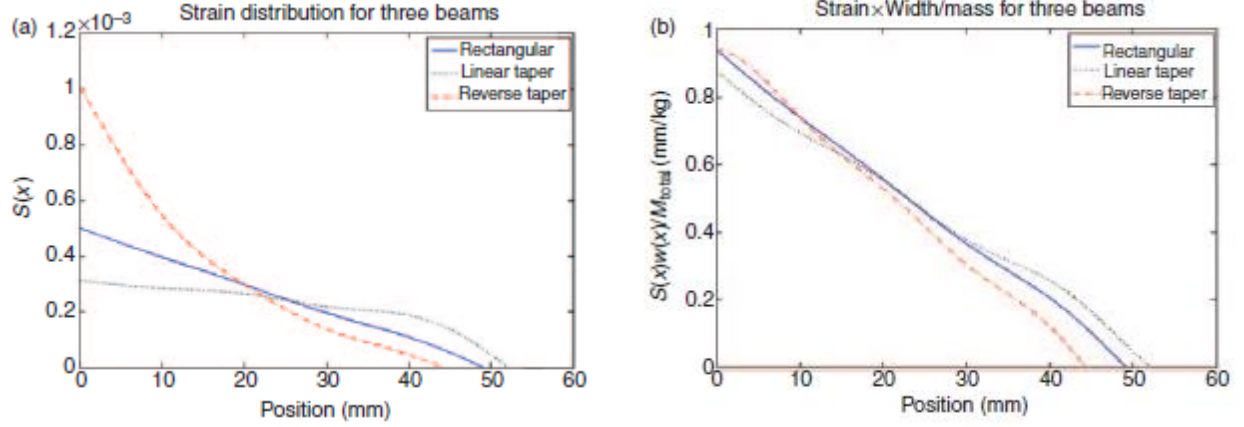 (a)
Strain distribution for three beams
1.2×10⁻³
1
0.8
0.6
0.4
0.2
0
S(x)
Rectangular
Linear taper
Reverse taper
0 10 20 30 40 50 60
Position (mm)
(b)
Strain×Width/mass for three beams
1
0.8
0.6
0.4
0.2
0
S(x)w(x)/M_total (mm/kg)
Rectangular
Linear taper
Reverse taper
0 10 20 30 40 50 60
Position (mm)